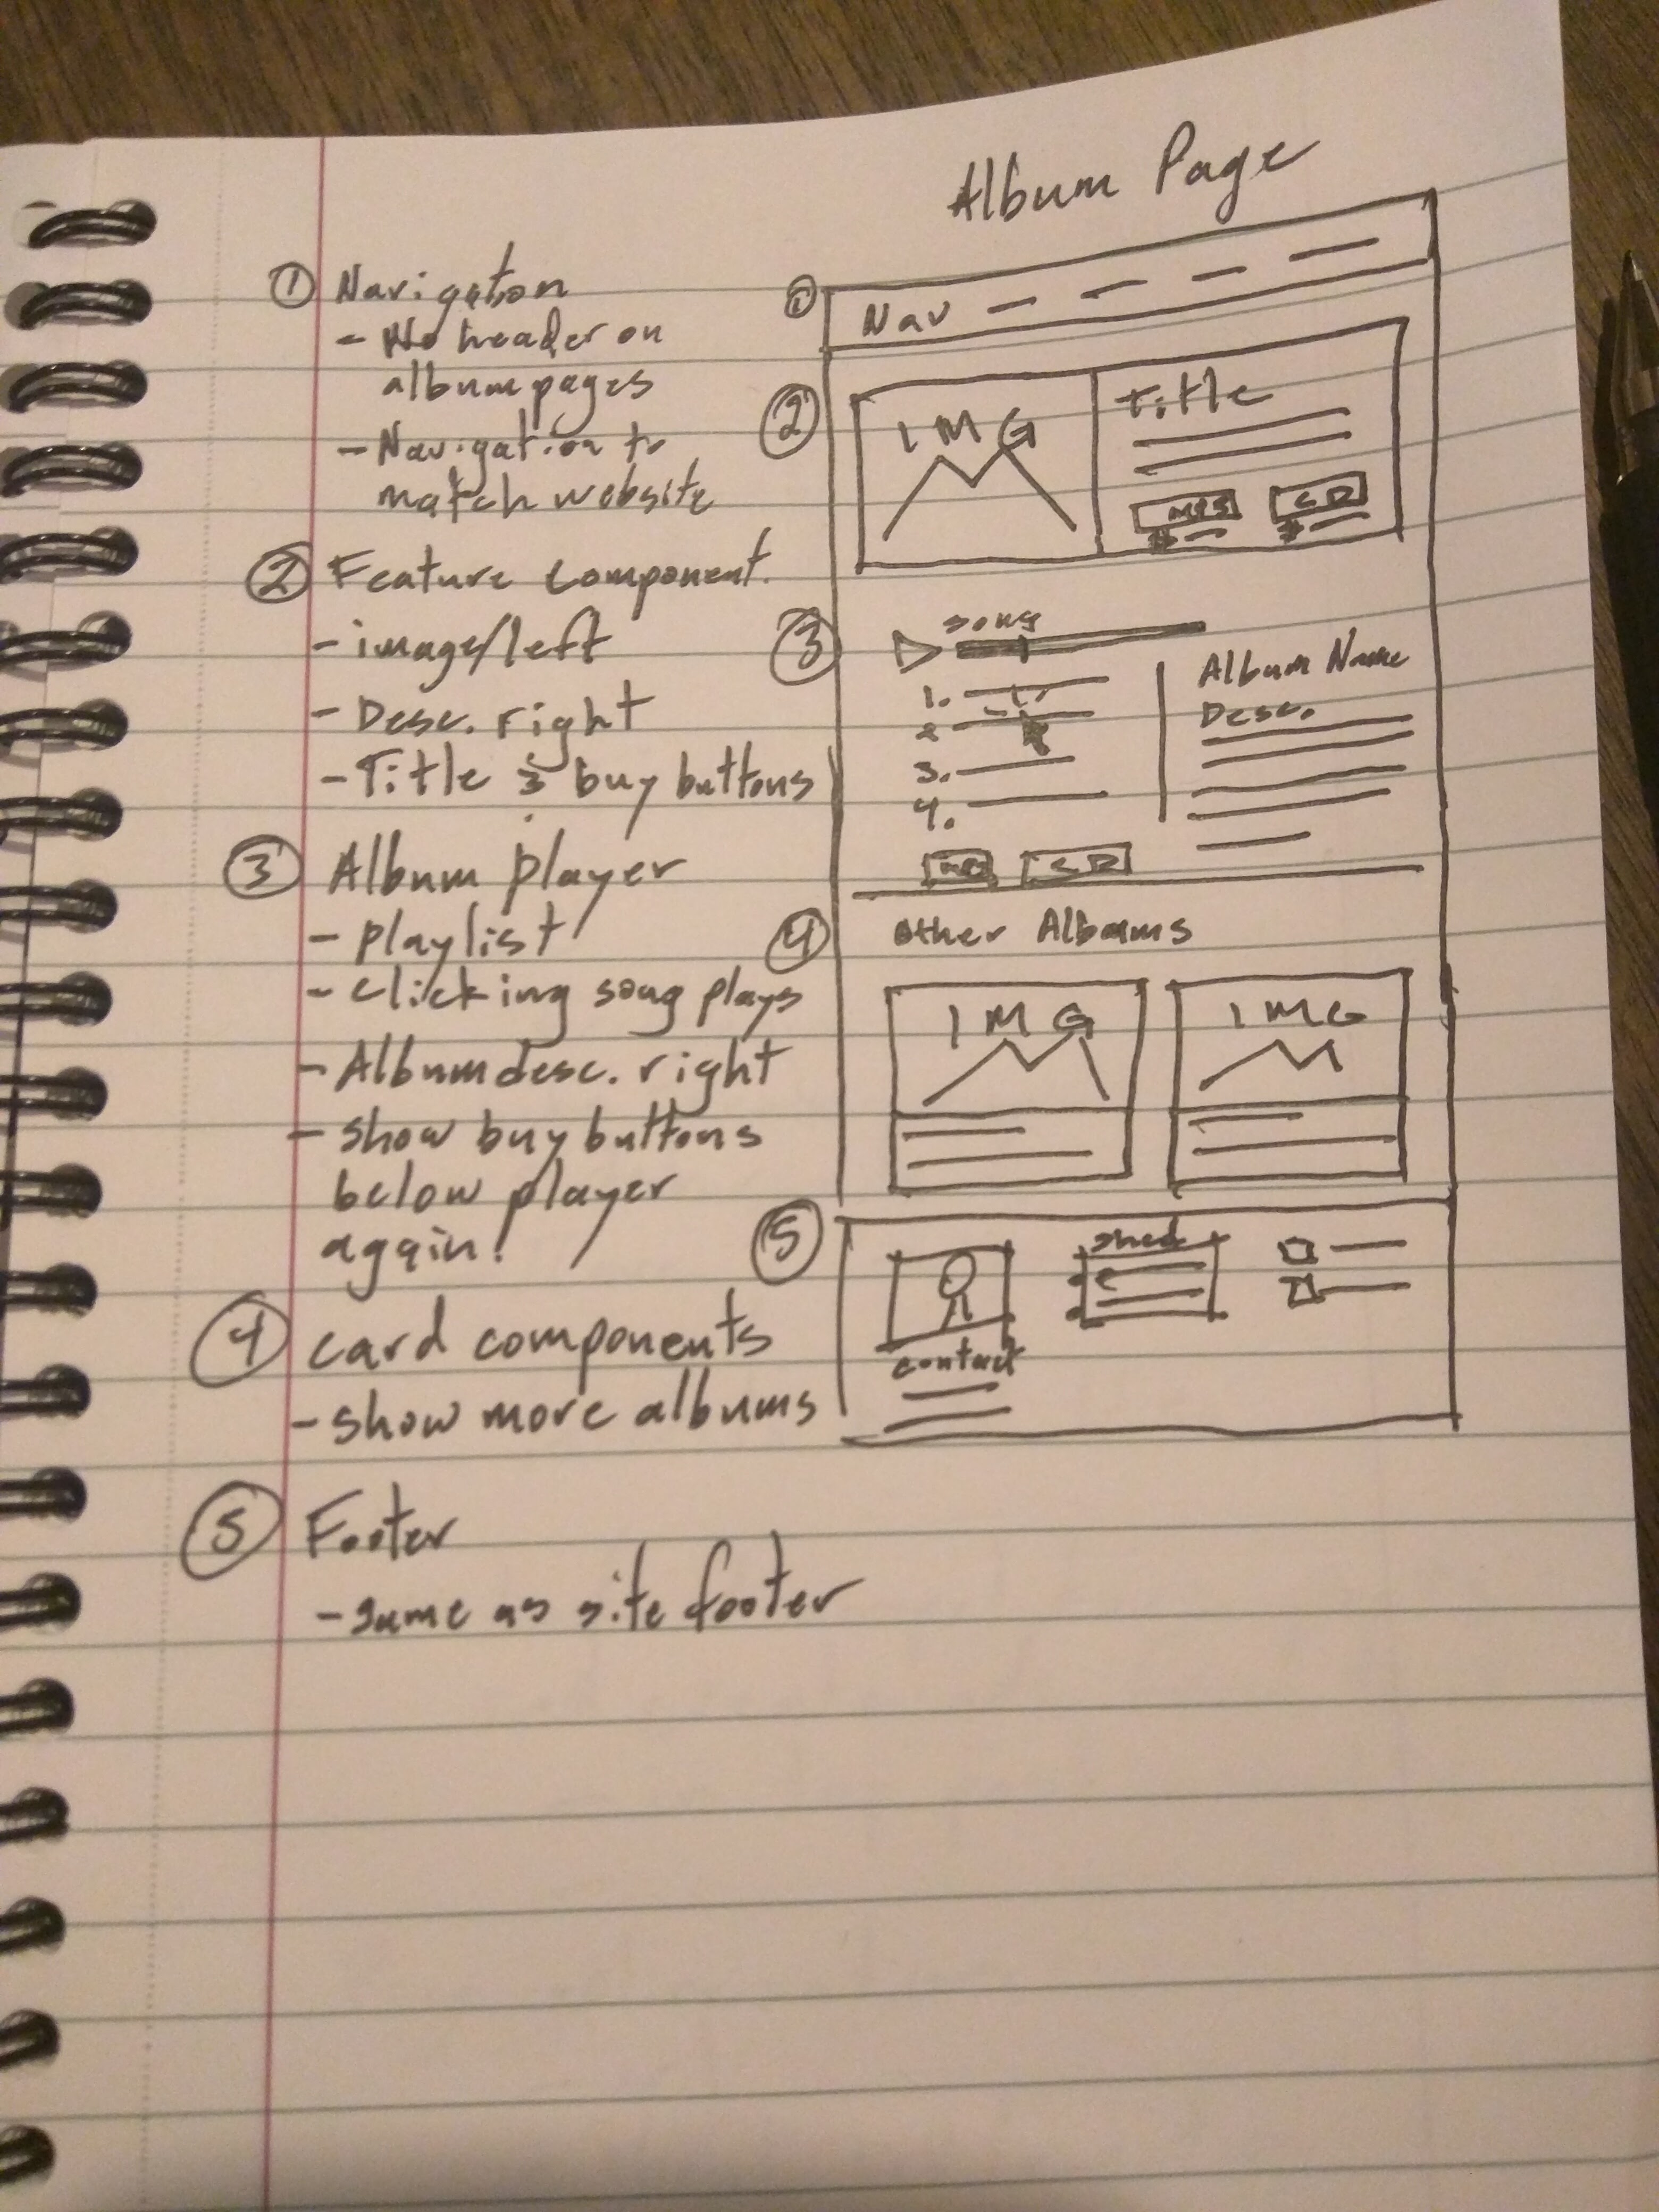 Album Page
① Navigation
- No header on
album pages
- Navigation to
match website
② Feature component.
- image/left
- Desc. right
- Title & buy buttons
③ Album player
- playlist
- clicking song plays
- Album desc. right
- show buy buttons
below player
again!
④ card components
- show more albums
⑤ Footer
- same as site footer
① Nav
②
IMG
Title
MP3 CD
$ $
③
song
1.
2
3.
4.
Album Name
Desc.
MP3 CD
④ Other Albums
IMG IMG
⑤
contact